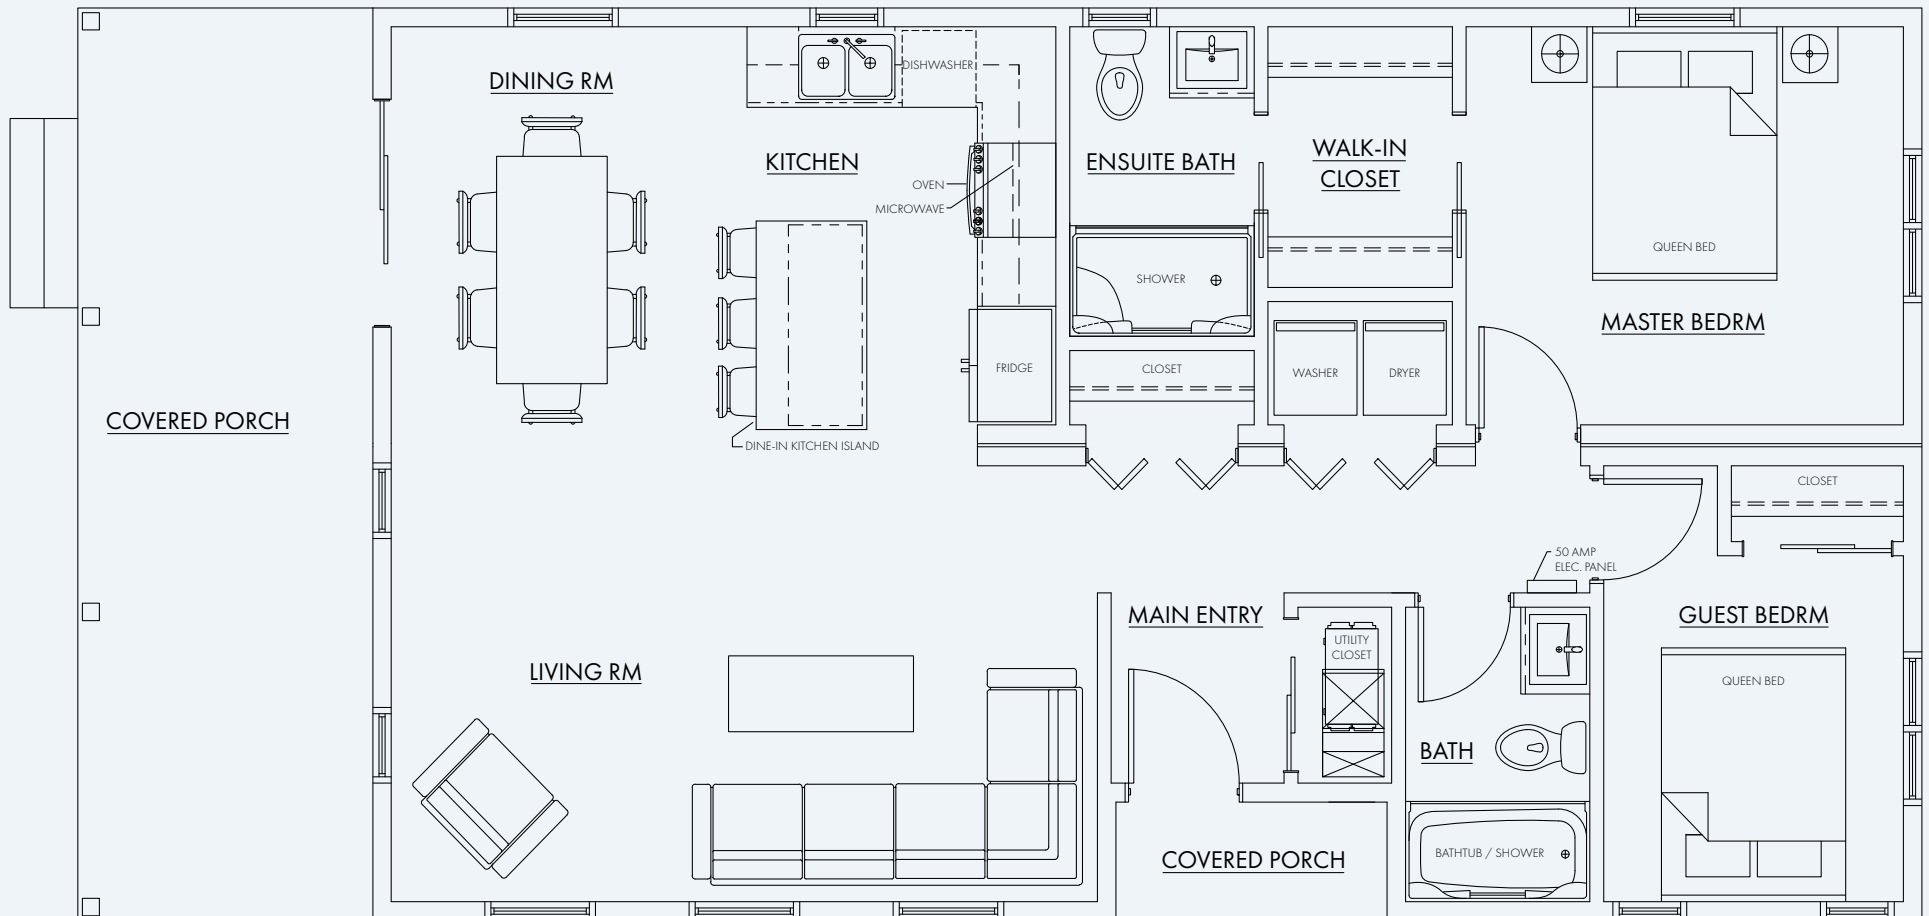 DINING RM
DISHWASHER
KITCHEN
OVEN
MICROWAVE
ENSUITE BATH
WALK-IN
CLOSET
QUEEN BED
SHOWER
MASTER BEDRM
FRIDGE
CLOSET
WASHER
DRYER
COVERED PORCH
DINE-IN KITCHEN ISLAND
CLOSET
50 AMP
ELEC. PANEL
MAIN ENTRY
GUEST BEDRM
UTILITY
CLOSET
LIVING RM
QUEEN BED
BATH
COVERED PORCH
BATHTUB / SHOWER